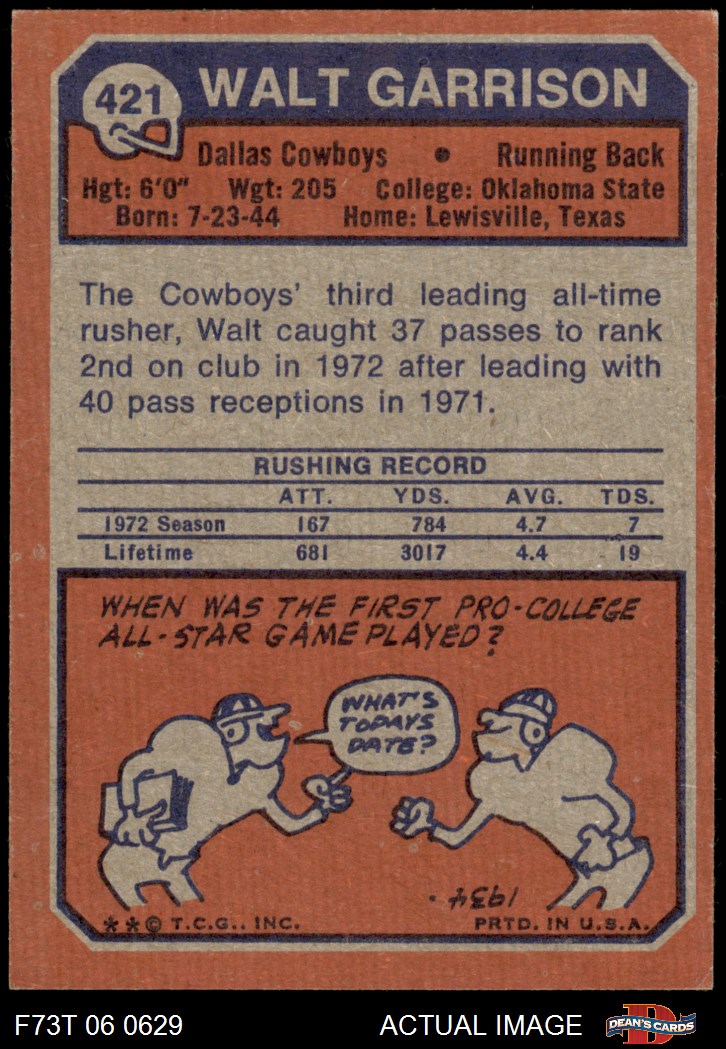 421
WALT GARRISON
Dallas Cowboys • Running Back
Hgt: 6'0" Wgt: 205 College: Oklahoma State
Born: 7-23-44 Home: Lewisville, Texas
The Cowboys' third leading all-time
rusher, Walt caught 37 passes to rank
2nd on club in 1972 after leading with
40 pass receptions in 1971.
RUSHING RECORD
ATT. YDS. AVG. TDS.
1972 Season 167 784 4.7 7
Lifetime 681 3017 4.4 19
WHEN WAS THE FIRST PRO-COLLEGE
ALL-STAR GAME PLAYED?
WHAT'S
TODAYS
DATE?
1934.
**© T.C.G., INC. PRTD. IN U.S.A.
F73T 06 0629 ACTUAL IMAGE
D
DEAN'S CARDS